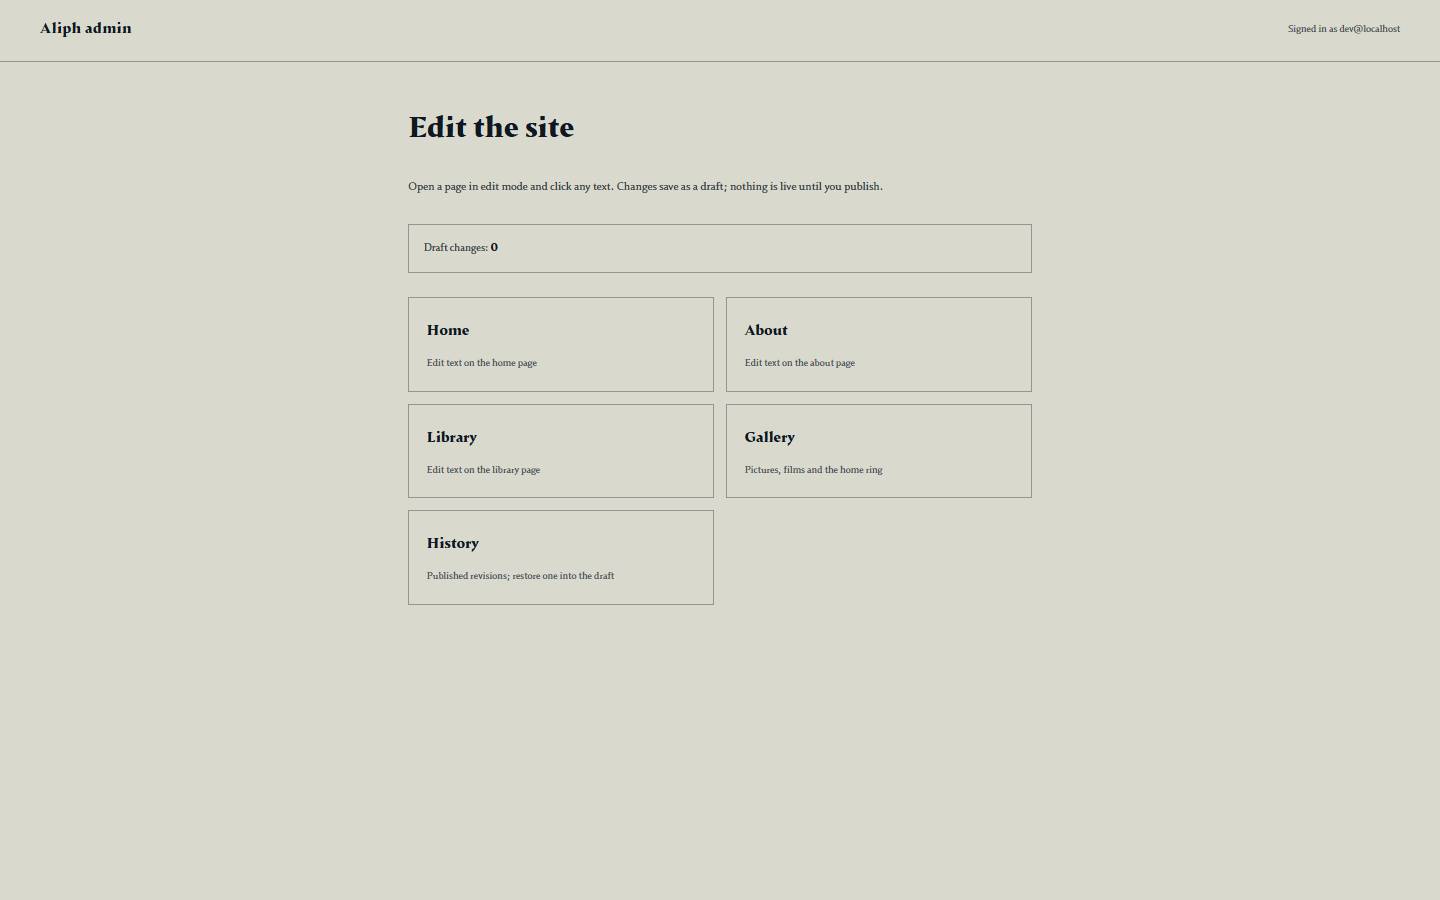 Aliph admin
Signed in as dev@localhost
Edit the site
Open a page in edit mode and click any text. Changes save as a draft; nothing is live until you publish.
Draft changes: 0
Home
Edit text on the home page
About
Edit text on the about page
Library
Edit text on the library page
Gallery
Pictures, films and the home ring
History
Published revisions; restore one into the draft